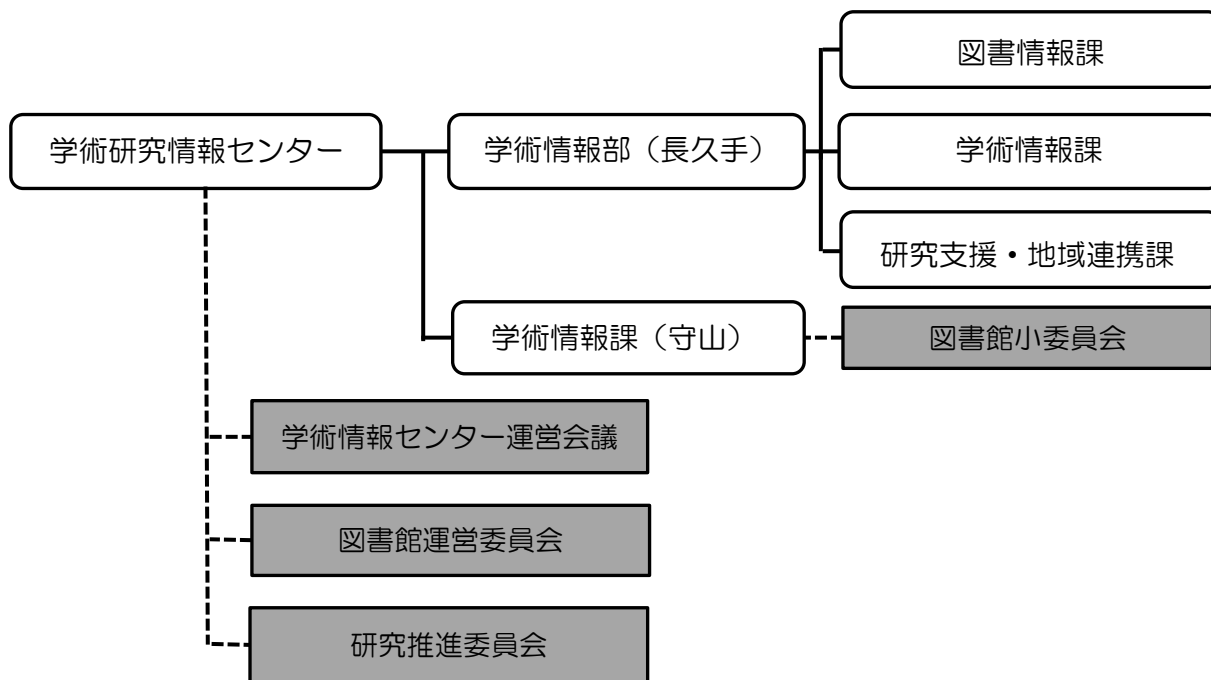 図書情報課
学術研究情報センター
学術情報部（長久手）
学術情報課
研究支援・地域連携課
学術情報課（守山）
図書館小委員会
学術情報センター運営会議
図書館運営委員会
研究推進委員会